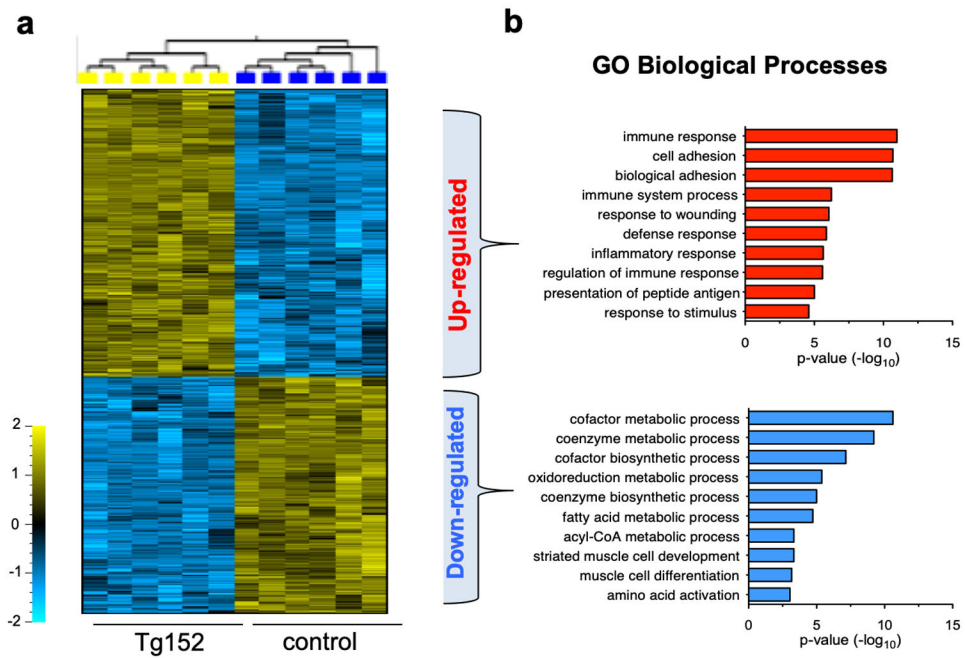 a
b
GO Biological Processes
Up-regulated
immune response
cell adhesion
biological adhesion
immune system process
response to wounding
defense response
inflammatory response
regulation of immune response
presentation of peptide antigen
response to stimulus
0 5 10 15
p-value (-log10)
Down-regulated
cofactor metabolic process
coenzyme metabolic process
cofactor biosynthetic process
oxidoreduction metabolic process
coenzyme biosynthetic process
fatty acid metabolic process
acyl-CoA metabolic process
striated muscle cell development
muscle cell differentiation
amino acid activation
0 5 10 15
p-value (-log10)
2
1
0
-1
-2
Tg152 control